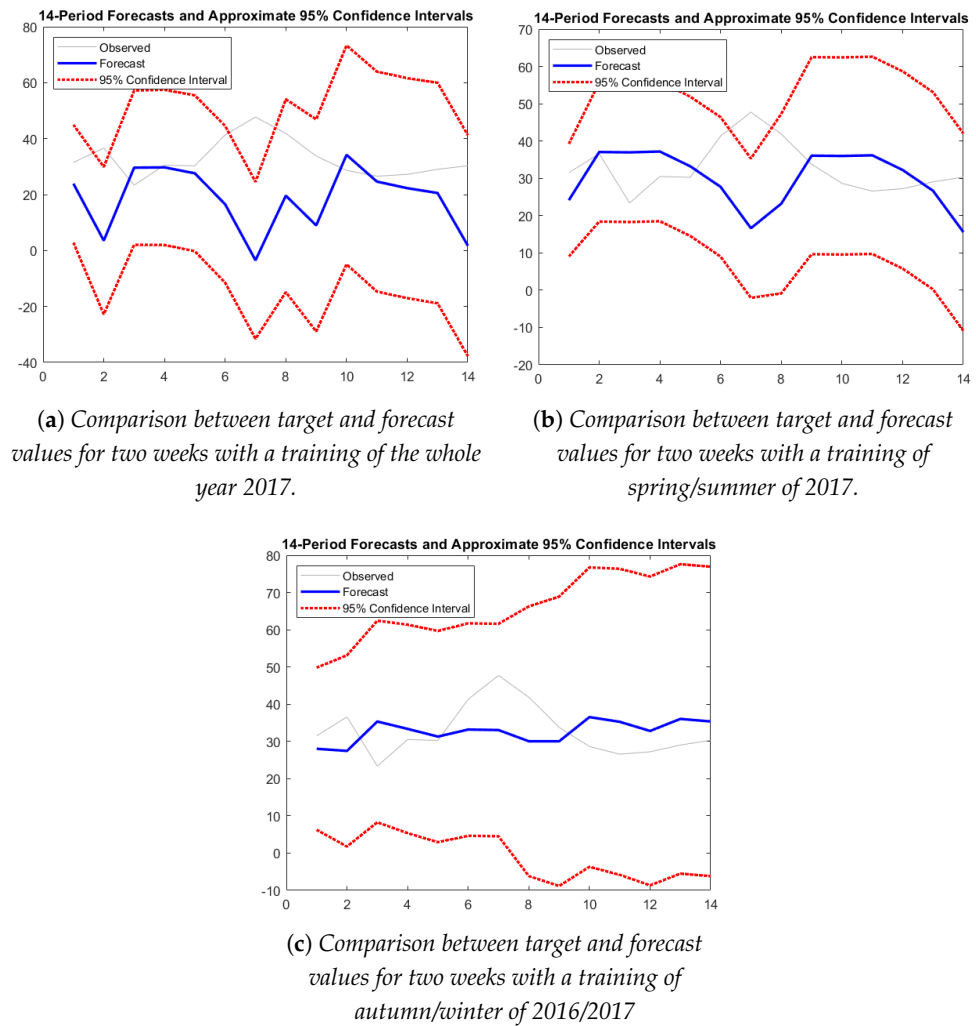 14-Period Forecasts and Approximate 95% Confidence Intervals
80
60
40
20
0
-20
-40
0 2 4 6 8 10 12 14
Observed
Forecast
95% Confidence Interval
(a) Comparison between target and forecast
values for two weeks with a training of the whole
year 2017.
14-Period Forecasts and Approximate 95% Confidence Intervals
70
60
50
40
30
20
10
0
-10
-20
0 2 4 6 8 10 12 14
Observed
Forecast
95% Confidence Interval
(b) Comparison between target and forecast
values for two weeks with a training of
spring/summer of 2017.
14-Period Forecasts and Approximate 95% Confidence Intervals
80
70
60
50
40
30
20
10
0
-10
0 2 4 6 8 10 12 14
Observed
Forecast
95% Confidence Interval
(c) Comparison between target and forecast
values for two weeks with a training of
autumn/winter of 2016/2017